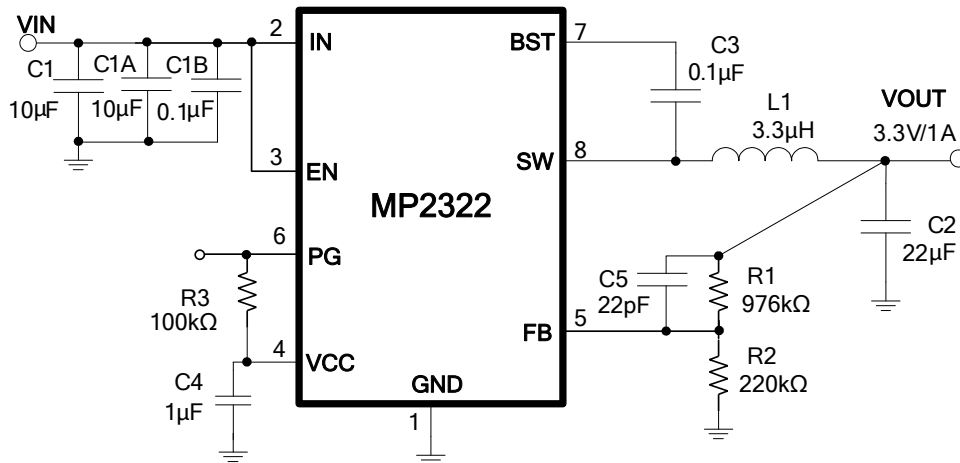 VIN
C1
10µF
C1A
10µF
C1B
0.1µF
2
IN
3
EN
6
PG
R3
100kΩ
4
VCC
C4
1µF
MP2322
GND
1
BST
7
C3
0.1µF
SW
8
L1
3.3µH
VOUT
3.3V/1A
C2
22µF
C5
22pF
R1
976kΩ
FB
5
R2
220kΩ